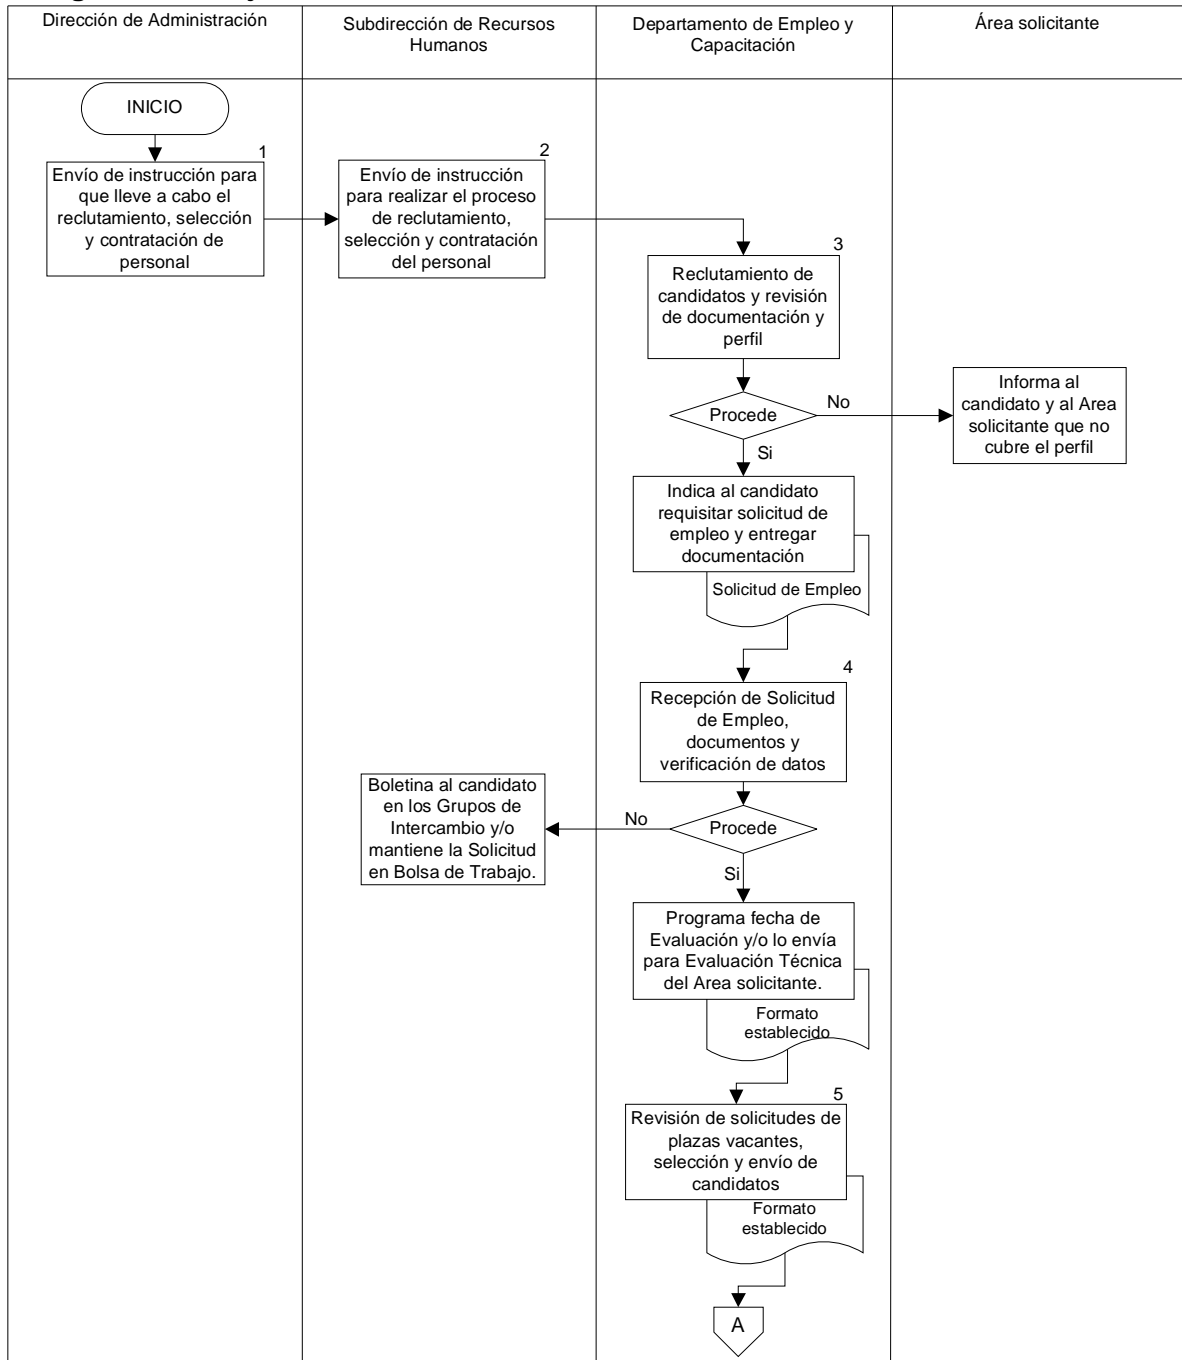 Dirección de Administración
Subdirección de Recursos
Humanos
Departamento de Empleo y
Capacitación
Área solicitante
INICIO
1
Envío de instrucción para
que lleve a cabo el
reclutamiento, selección
y contratación de
personal
2
Envío de instrucción
para realizar el proceso
de reclutamiento,
selección y contratación
del personal
3
Reclutamiento de
candidatos y revisión
de documentación y
perfil
Procede
No
Informa al
candidato y al Area
solicitante que no
cubre el perfil
Si
Indica al candidato
requisitar solicitud de
empleo y entregar
documentación
Solicitud de Empleo
4
Recepción de Solicitud
de Empleo,
documentos y
verificación de datos
Procede
No
Boletina al candidato
en los Grupos de
Intercambio y/o
mantiene la Solicitud
en Bolsa de Trabajo.
Si
Programa fecha de
Evaluación y/o lo envía
para Evaluación Técnica
del Area solicitante.
Formato
establecido
5
Revisión de solicitudes de
plazas vacantes,
selección y envío de
candidatos
Formato
establecido
A